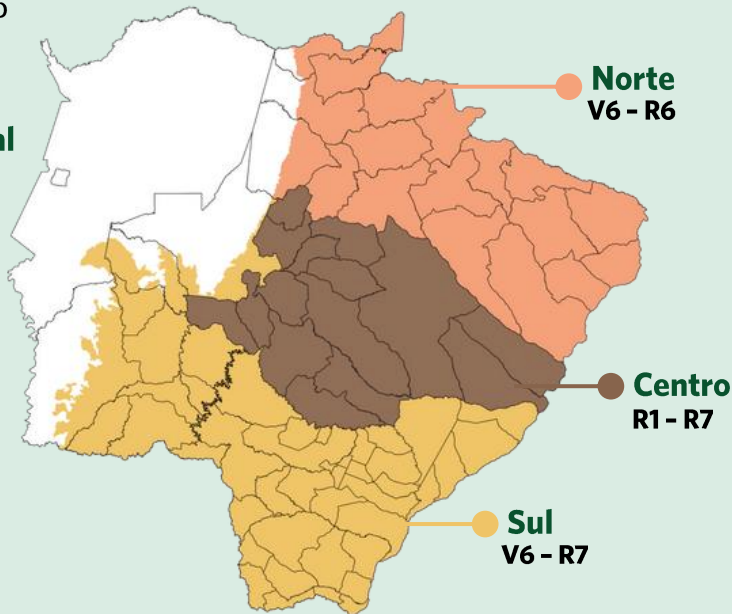 Norte
V6 – R6
Centro
R1 – R7
Sul
V6 – R7